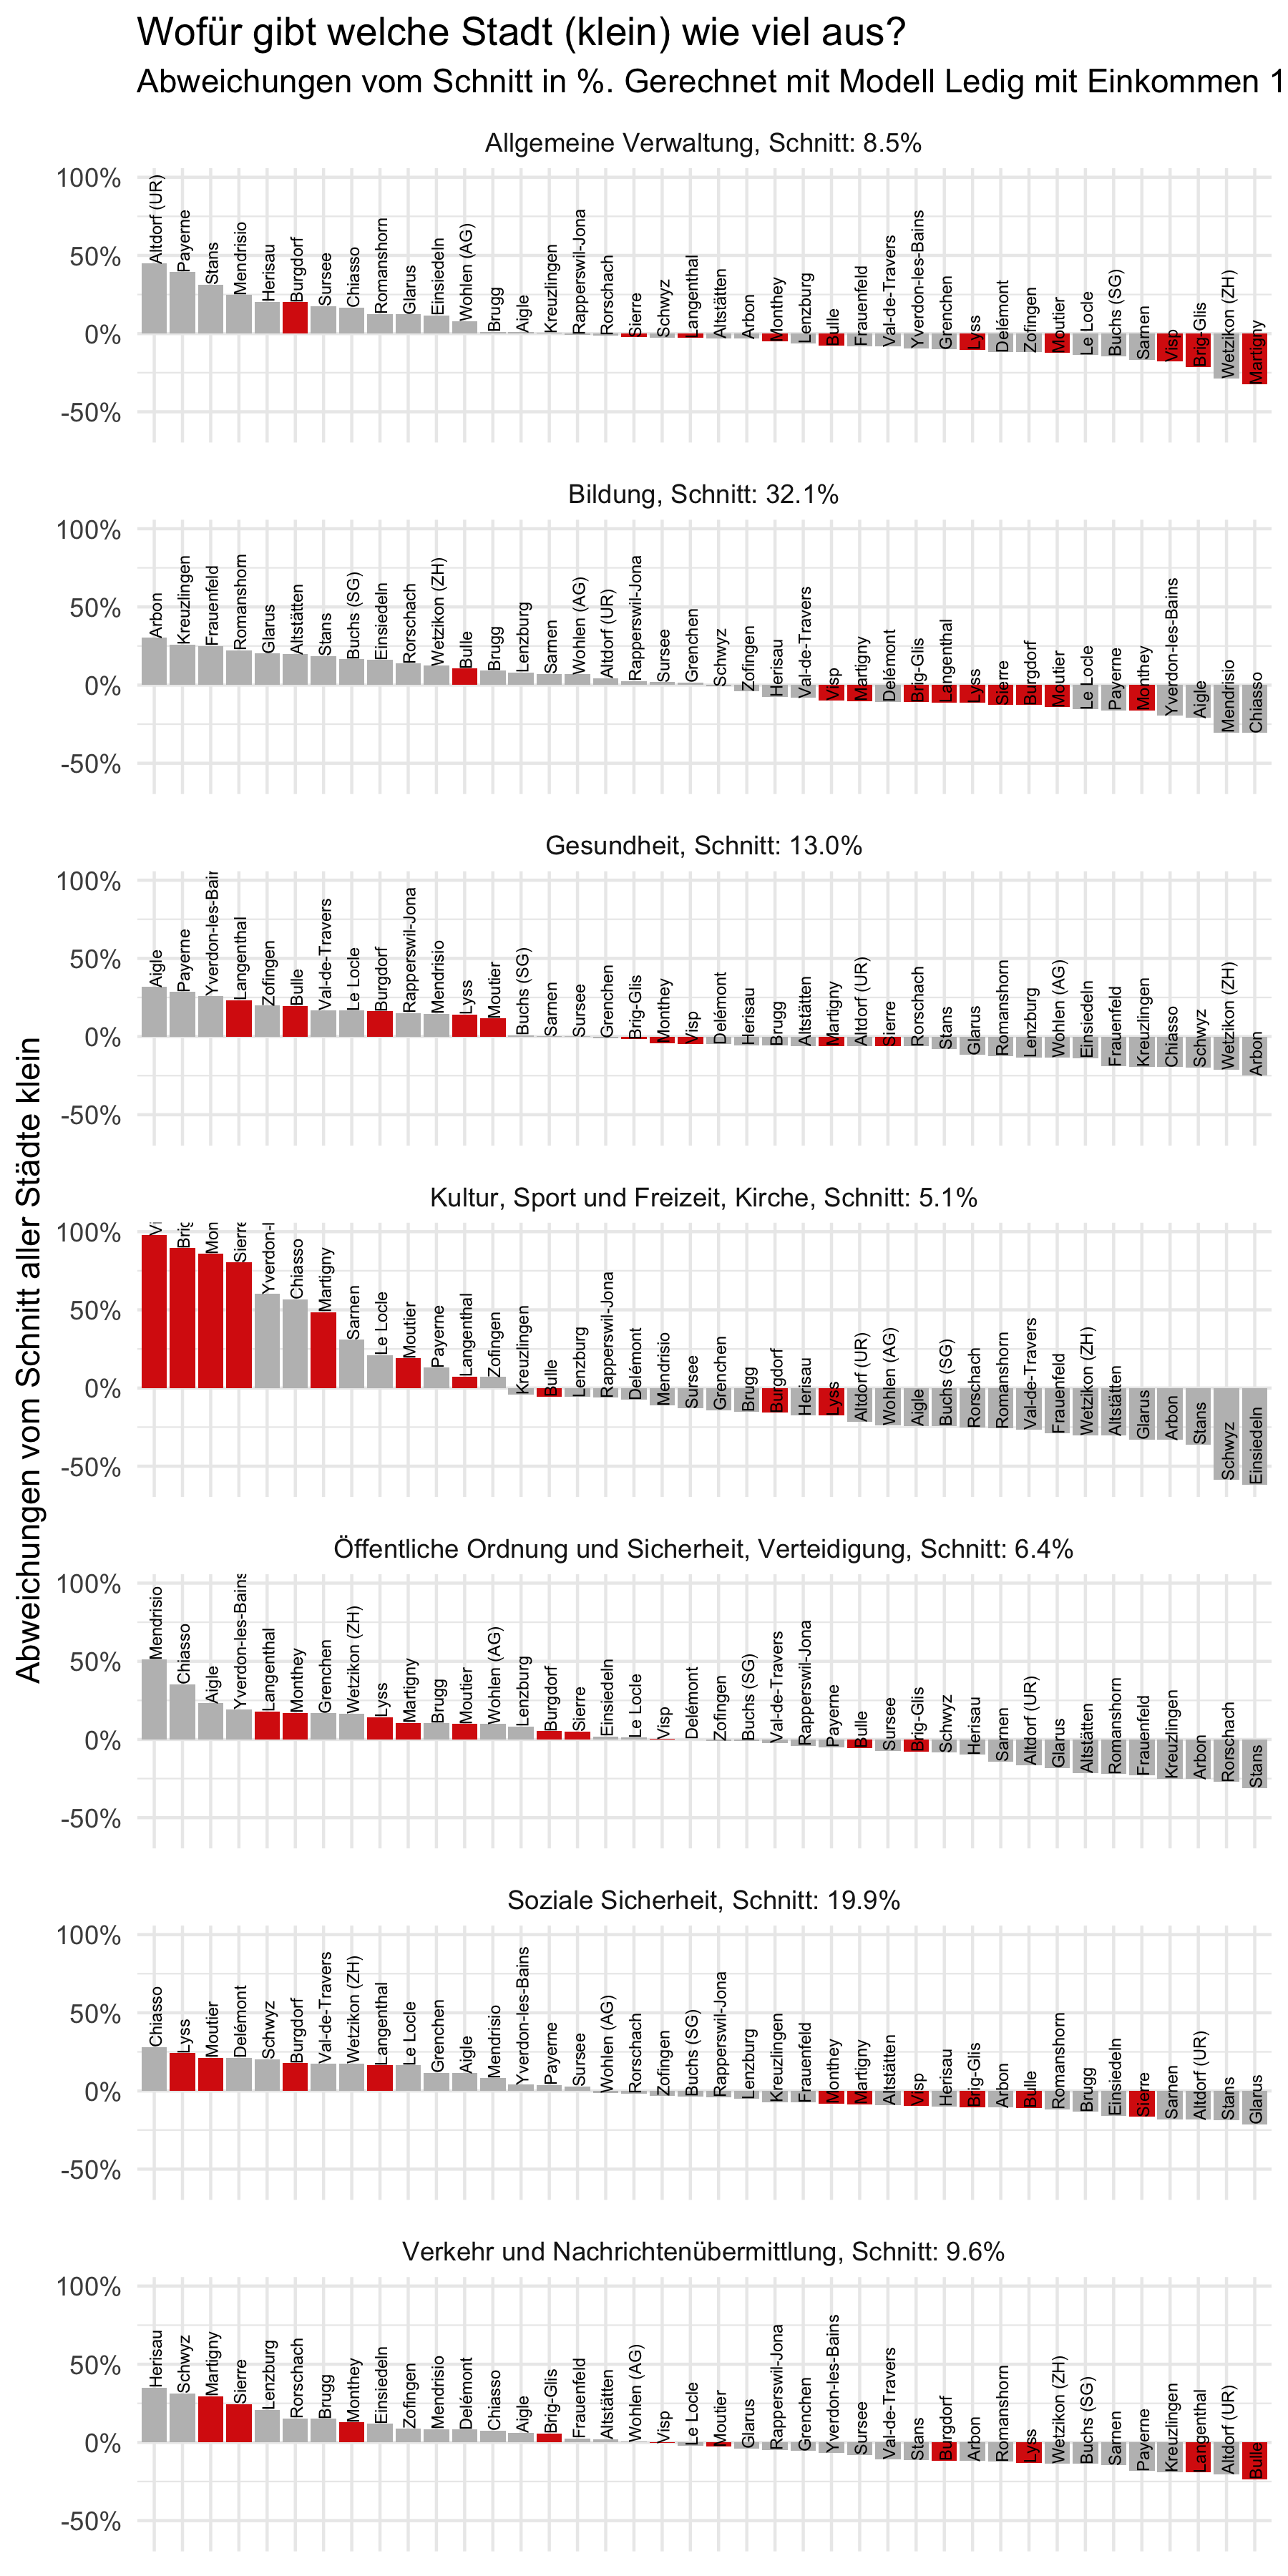 Wofür gibt welche Stadt (klein) wie viel aus?
Abweichungen vom Schnitt in %. Gerechnet mit Modell Ledig mit Einkommen 1
Abweichungen vom Schnitt aller Städte klein
Allgemeine Verwaltung, Schnitt: 8.5%
100%
50%
0%
-50%
Altdorf (UR)
Payerne
Stans
Mendrisio
Herisau
Burgdorf
Sursee
Chiasso
Romanshorn
Glarus
Einsiedeln
Wohlen (AG)
Brugg
Aigle
Kreuzlingen
Rapperswil-Jona
Rorschach
Sierre
Schwyz
Langenthal
Altstätten
Arbon
Monthey
Lenzburg
Bulle
Frauenfeld
Val-de-Travers
Yverdon-les-Bains
Grenchen
Lyss
Delémont
Zofingen
Moutier
Le Locle
Buchs (SG)
Sarnen
Visp
Brig-Glis
Wetzikon (ZH)
Martigny
Bildung, Schnitt: 32.1%
100%
50%
0%
-50%
Arbon
Kreuzlingen
Frauenfeld
Romanshorn
Glarus
Altstätten
Stans
Buchs (SG)
Einsiedeln
Rorschach
Wetzikon (ZH)
Bulle
Brugg
Lenzburg
Sarnen
Wohlen (AG)
Altdorf (UR)
Rapperswil-Jona
Sursee
Grenchen
Schwyz
Zofingen
Herisau
Val-de-Travers
Visp
Martigny
Delémont
Brig-Glis
Langenthal
Lyss
Sierre
Burgdorf
Moutier
Le Locle
Payerne
Monthey
Yverdon-les-Bains
Aigle
Mendrisio
Chiasso
Gesundheit, Schnitt: 13.0%
100%
50%
0%
-50%
Aigle
Payerne
Yverdon-les-Bair
Langenthal
Zofingen
Bulle
Val-de-Travers
Le Locle
Burgdorf
Rapperswil-Jona
Mendrisio
Lyss
Moutier
Buchs (SG)
Sarnen
Sursee
Grenchen
Brig-Glis
Monthey
Visp
Delémont
Herisau
Brugg
Altstätten
Martigny
Altdorf (UR)
Sierre
Rorschach
Stans
Glarus
Romanshorn
Lenzburg
Wohlen (AG)
Einsiedeln
Frauenfeld
Kreuzlingen
Chiasso
Schwyz
Wetzikon (ZH)
Arbon
Kultur, Sport und Freizeit, Kirche, Schnitt: 5.1%
100%
50%
0%
-50%
Vi
Brig
Mon
Sierre
Yverdon-l
Chiasso
Martigny
Sarnen
Le Locle
Moutier
Payerne
Langenthal
Zofingen
Kreuzlingen
Bulle
Lenzburg
Rapperswil-Jona
Delémont
Mendrisio
Sursee
Grenchen
Brugg
Burgdorf
Herisau
Lyss
Altdorf (UR)
Wohlen (AG)
Aigle
Buchs (SG)
Rorschach
Romanshorn
Val-de-Travers
Frauenfeld
Wetzikon (ZH)
Altstätten
Glarus
Arbon
Stans
Schwyz
Einsiedeln
Öffentliche Ordnung und Sicherheit, Verteidigung, Schnitt: 6.4%
100%
50%
0%
-50%
Mendrisio
Chiasso
Aigle
Yverdon-les-Bains
Langenthal
Monthey
Grenchen
Wetzikon (ZH)
Lyss
Martigny
Brugg
Moutier
Wohlen (AG)
Lenzburg
Burgdorf
Sierre
Einsiedeln
Le Locle
Visp
Delémont
Zofingen
Buchs (SG)
Val-de-Travers
Rapperswil-Jona
Payerne
Bulle
Sursee
Brig-Glis
Schwyz
Herisau
Sarnen
Altdorf (UR)
Glarus
Altstätten
Romanshorn
Frauenfeld
Kreuzlingen
Arbon
Rorschach
Stans
Soziale Sicherheit, Schnitt: 19.9%
100%
50%
0%
-50%
Chiasso
Lyss
Moutier
Delémont
Schwyz
Burgdorf
Val-de-Travers
Wetzikon (ZH)
Langenthal
Le Locle
Grenchen
Aigle
Mendrisio
Yverdon-les-Bains
Payerne
Sursee
Wohlen (AG)
Rorschach
Zofingen
Buchs (SG)
Rapperswil-Jona
Lenzburg
Kreuzlingen
Frauenfeld
Monthey
Martigny
Altstätten
Visp
Herisau
Brig-Glis
Arbon
Bulle
Romanshorn
Brugg
Einsiedeln
Sierre
Sarnen
Altdorf (UR)
Stans
Glarus
Verkehr und Nachrichtenübermittlung, Schnitt: 9.6%
100%
50%
0%
-50%
Herisau
Schwyz
Martigny
Sierre
Lenzburg
Rorschach
Brugg
Monthey
Einsiedeln
Zofingen
Mendrisio
Delémont
Chiasso
Aigle
Brig-Glis
Frauenfeld
Altstätten
Wohlen (AG)
Visp
Le Locle
Moutier
Glarus
Rapperswil-Jona
Grenchen
Yverdon-les-Bains
Sursee
Val-de-Travers
Stans
Burgdorf
Arbon
Romanshorn
Lyss
Wetzikon (ZH)
Buchs (SG)
Sarnen
Payerne
Kreuzlingen
Langenthal
Altdorf (UR)
Bulle